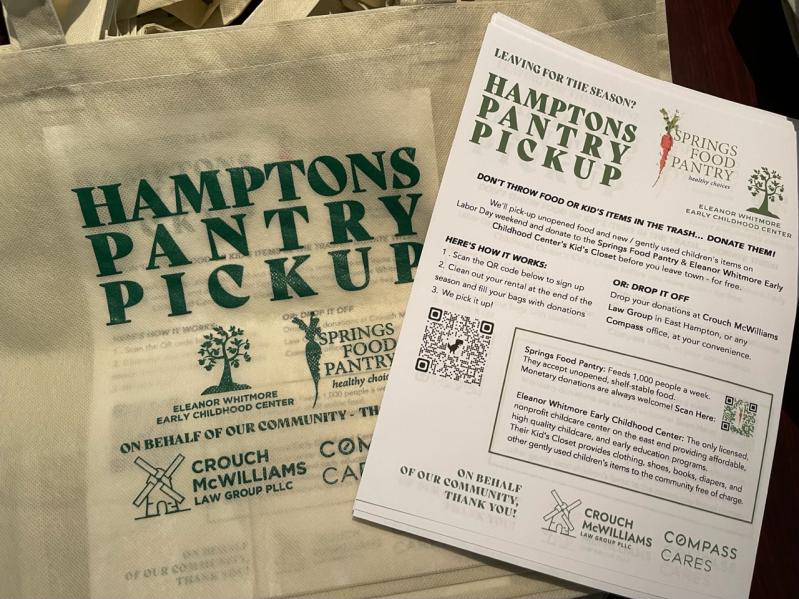 HAMPTONS
PANTRY
PICKUP
ELEANOR WHITMORE
EARLY CHILDHOOD CENTER
SPRINGS
FOOD
PANTRY
healthy choic
ON BEHALF OF OUR COMMUNITY - TH
CROUCH
MCWILLIAMS
LAW GROUP PLLC
COMP
CA
LEAVING FOR THE SEASON?
HAMPTONS
PANTRY
PICKUP
SPRINGS
FOOD
PANTRY
healthy choices
ELEANOR WHITMORE
EARLY CHILDHOOD CENTER
DON'T THROW FOOD OR KID'S ITEMS IN THE TRASH... DONATE THEM!
We'll pick-up unopened food and new / gently used children's items on
Labor Day weekend and donate to the Springs Food Pantry & Eleanor Whitmore Early
Childhood Center's Kid's Closet before you leave town - for free.
HERE'S HOW IT WORKS:
1. Scan the QR code below to sign up
2. Clean out your rental at the end of the
season and fill your bags with donations
3. We pick it up!
OR: DROP IT OFF
Drop your donations at Crouch McWilliams
Law Group in East Hampton, or any
Compass office, at your convenience.
Springs Food Pantry: Feeds 1,000 people a week.
They accept unopened, shelf-stable food.
Monetary donations are always welcome! Scan Here:
Eleanor Whitmore Early Childhood Center: The only licensed,
nonprofit childcare center on the east end providing affordable,
high quality childcare, and early education programs.
Their Kid's Closet provides clothing, shoes, books, diapers, and
other gently used children's items to the community free of charge.
ON BEHALF
OF OUR COMMUNITY,
THANK YOU!
CROUCH
MCWILLIAMS
LAW GROUP PLLC
COMPASS
CARES